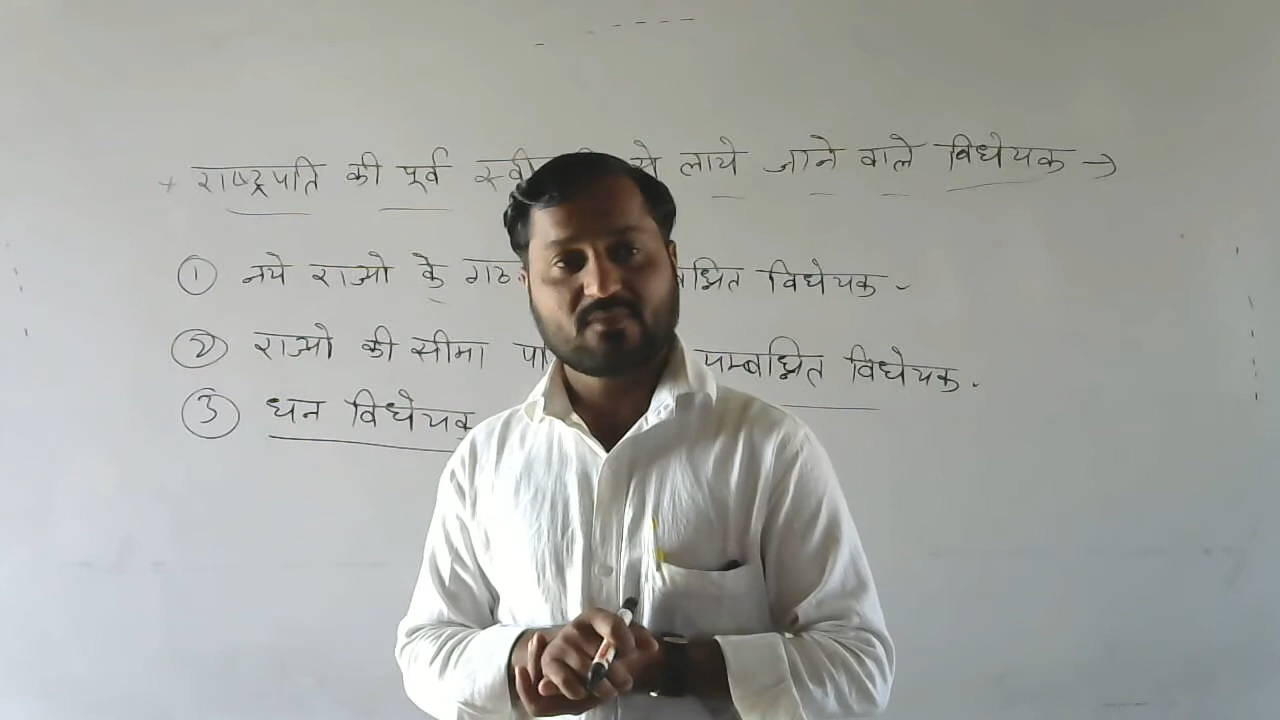 + राष्ट्रपति की पूर्व से लाये जाने वाले विधेयक →
① नये राज्यो के विधेयक -
② राज्यो की सीमा सम्बन्धित विधेयक .
③ धन विधेयक